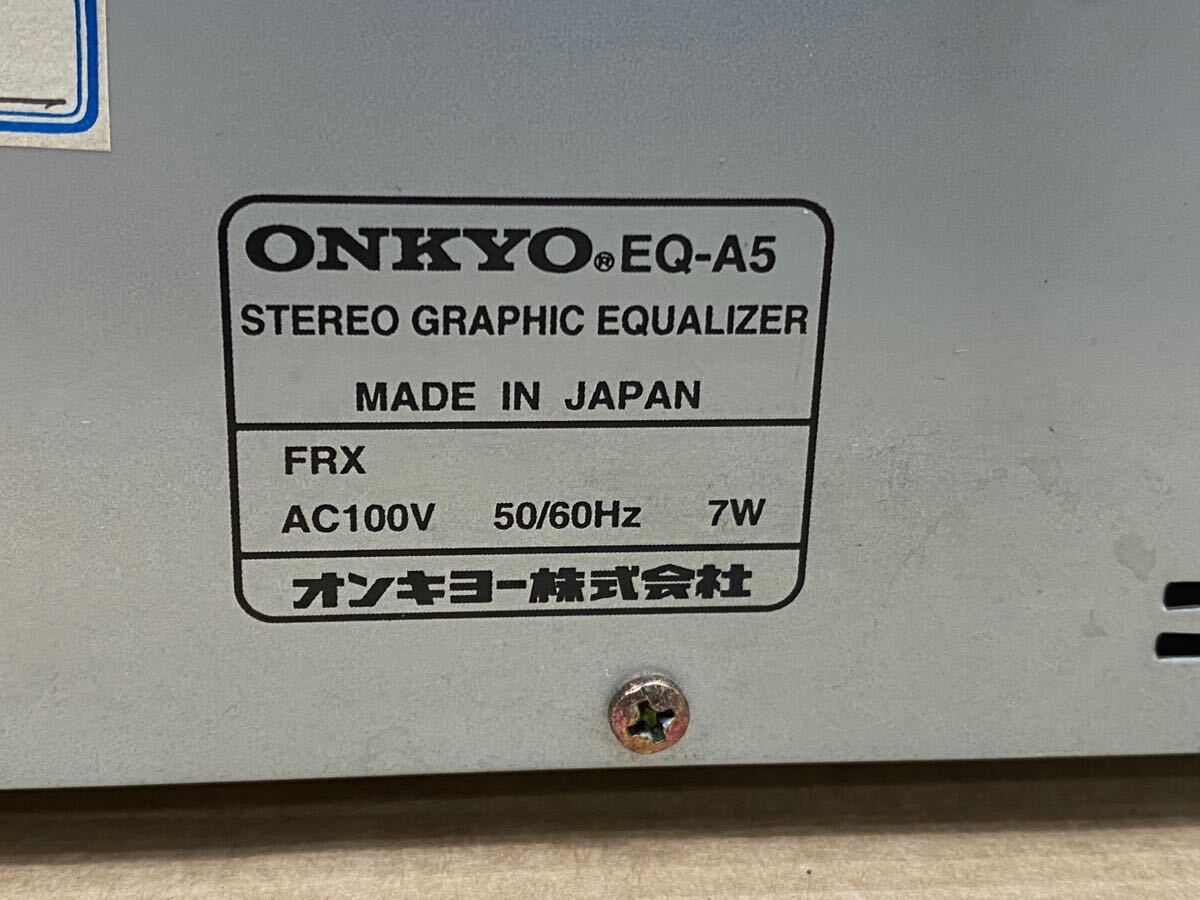 ONKYO® EQ-A5
STEREO GRAPHIC EQUALIZER
MADE IN JAPAN
FRX
AC100V 50/60Hz 7W
オンキヨー株式会社